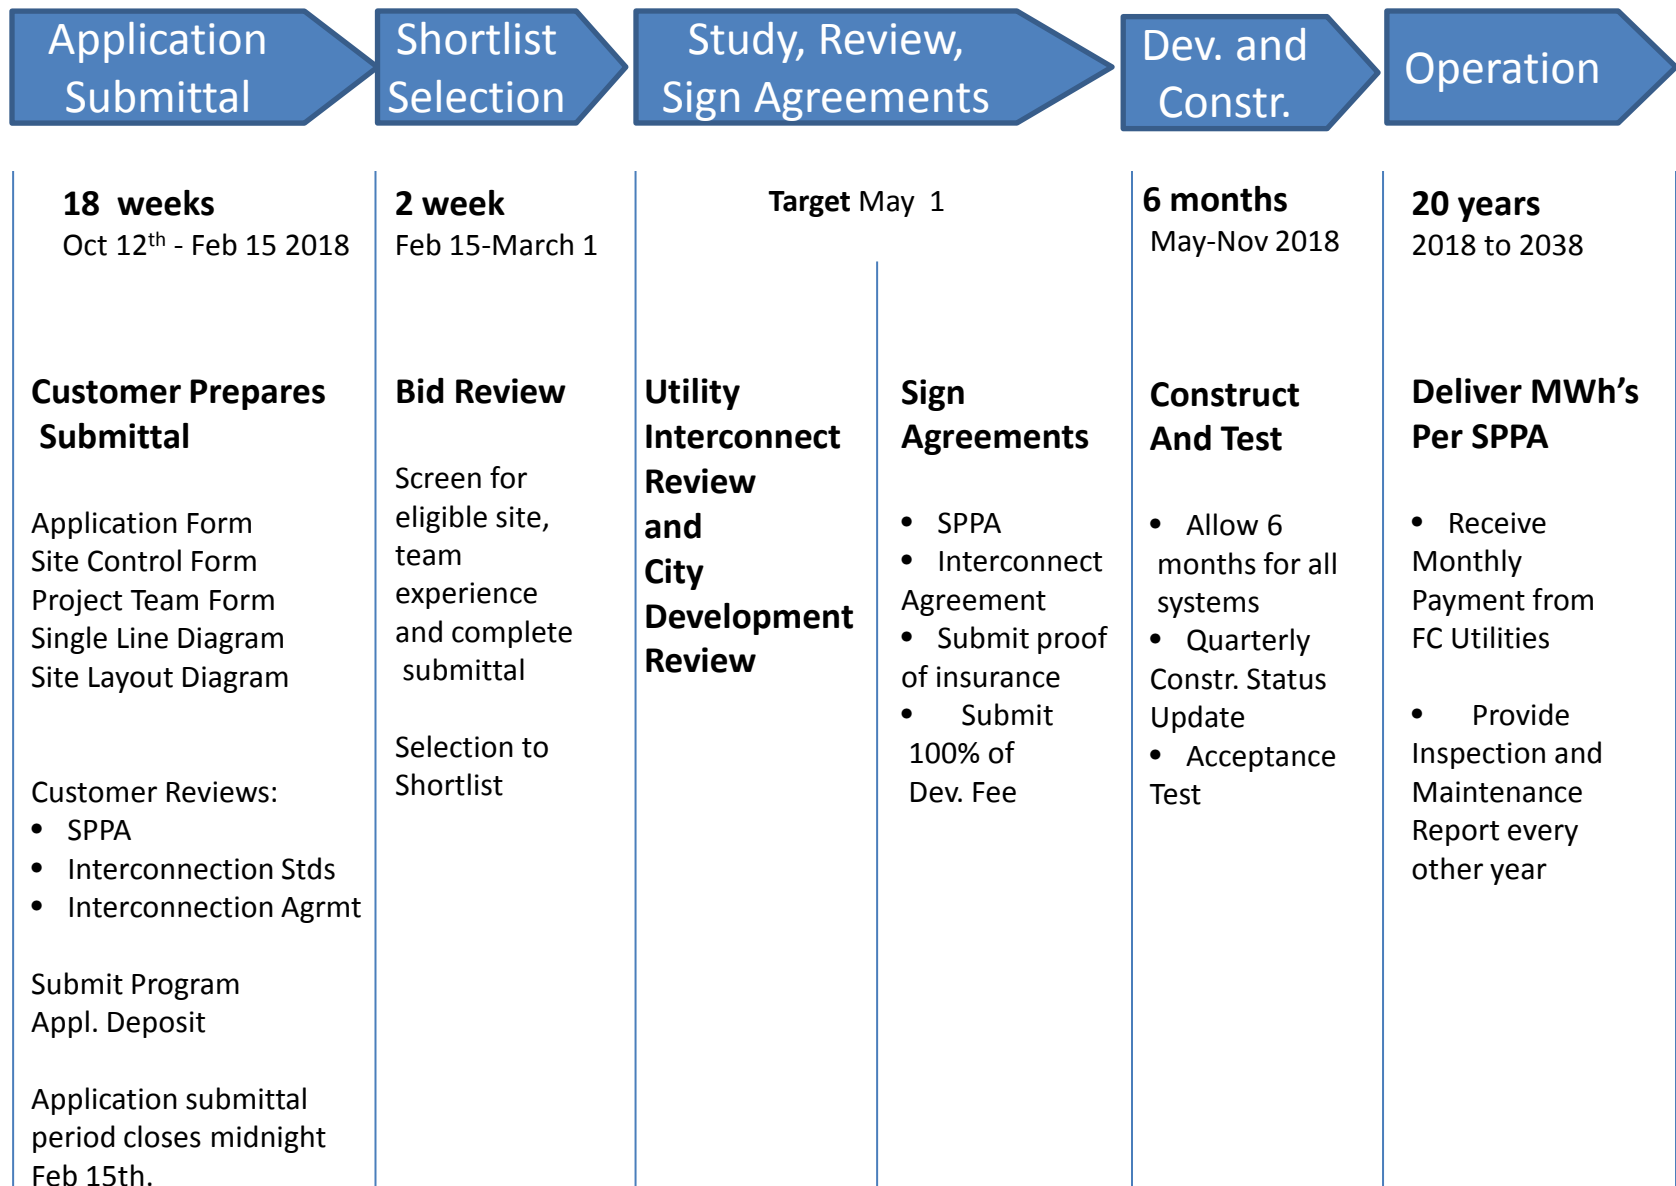 Application
Submittal
Shortlist
Selection
Study, Review,
Sign Agreements
Dev. and
Constr.
Operation
18 weeks
Oct 12th - Feb 15 2018
2 week
Feb 15-March 1
Target May 1
6 months
May-Nov 2018
20 years
2018 to 2038
Customer Prepares
Submittal
Application Form
Site Control Form
Project Team Form
Single Line Diagram
Site Layout Diagram
Customer Reviews:
• SPPA
• Interconnection Stds
• Interconnection Agrmt
Submit Program
Appl. Deposit
Application submittal
period closes midnight
Feb 15th.
Bid Review
Screen for
eligible site,
team
experience
and complete
submittal
Selection to
Shortlist
Utility
Interconnect
Review
and
City
Development
Review
Sign
Agreements
• SPPA
• Interconnect
Agreement
• Submit proof
of insurance
• Submit
100% of
Dev. Fee
Construct
And Test
• Allow 6
months for all
systems
• Quarterly
Constr. Status
Update
• Acceptance
Test
Deliver MWh's
Per SPPA
• Receive
Monthly
Payment from
FC Utilities
• Provide
Inspection and
Maintenance
Report every
other year